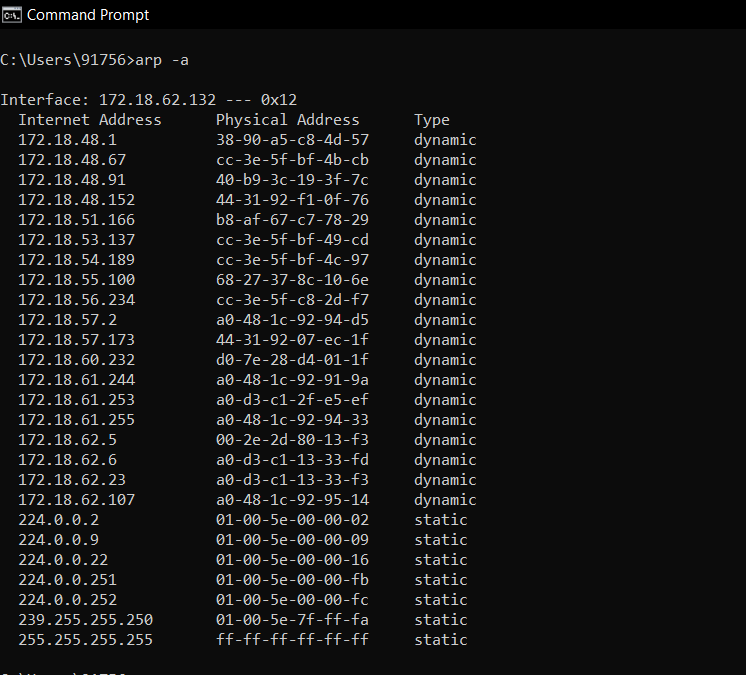 Command Prompt
C:\Users\91756>arp -a
Interface: 172.18.62.132 --- 0x12
Internet Address Physical Address Type
172.18.48.1 38-90-a5-c8-4d-57 dynamic
172.18.48.67 cc-3e-5f-bf-4b-cb dynamic
172.18.48.91 40-b9-3c-19-3f-7c dynamic
172.18.48.152 44-31-92-f1-0f-76 dynamic
172.18.51.166 b8-af-67-c7-78-29 dynamic
172.18.53.137 cc-3e-5f-bf-49-cd dynamic
172.18.54.189 cc-3e-5f-bf-4c-97 dynamic
172.18.55.100 68-27-37-8c-10-6e dynamic
172.18.56.234 cc-3e-5f-c8-2d-f7 dynamic
172.18.57.2 a0-48-1c-92-94-d5 dynamic
172.18.57.173 44-31-92-07-ec-1f dynamic
172.18.60.232 d0-7e-28-d4-01-1f dynamic
172.18.61.244 a0-48-1c-92-91-9a dynamic
172.18.61.253 a0-d3-c1-2f-e5-ef dynamic
172.18.61.255 a0-48-1c-92-94-33 dynamic
172.18.62.5 00-2e-2d-80-13-f3 dynamic
172.18.62.6 a0-d3-c1-13-33-fd dynamic
172.18.62.23 a0-d3-c1-13-33-f3 dynamic
172.18.62.107 a0-48-1c-92-95-14 dynamic
224.0.0.2 01-00-5e-00-00-02 static
224.0.0.9 01-00-5e-00-00-09 static
224.0.0.22 01-00-5e-00-00-16 static
224.0.0.251 01-00-5e-00-00-fb static
224.0.0.252 01-00-5e-00-00-fc static
239.255.255.250 01-00-5e-7f-ff-fa static
255.255.255.255 ff-ff-ff-ff-ff-ff static